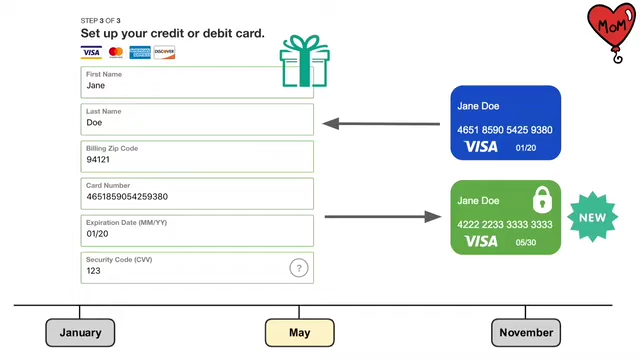 STEP 3 OF 3
Set up your credit or debit card.
VISA MasterCard AMERICAN EXPRESS DISCOVER
First Name
Jane
Last Name
Doe
Billing Zip Code
94121
Card Number
4651859054259380
Expiration Date (MM/YY)
01/20
Security Code (CVV)
123
?
MOM
Jane Doe
4651 8590 5425 9380
VISA 01/20
Jane Doe
4222 2233 3333 3333
VISA 05/30
NEW
January
May
November